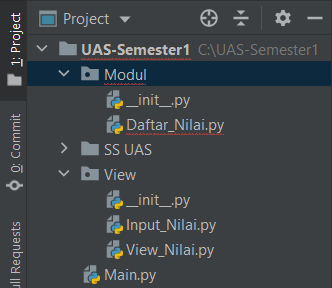 Project
UAS-Semester1 C:\UAS-Semester1
Modul
__init__.py
Daftar_Nilai.py
SS UAS
View
__init__.py
Input_Nilai.py
View_Nilai.py
Main.py
1: Project
0: Commit
ull Requests